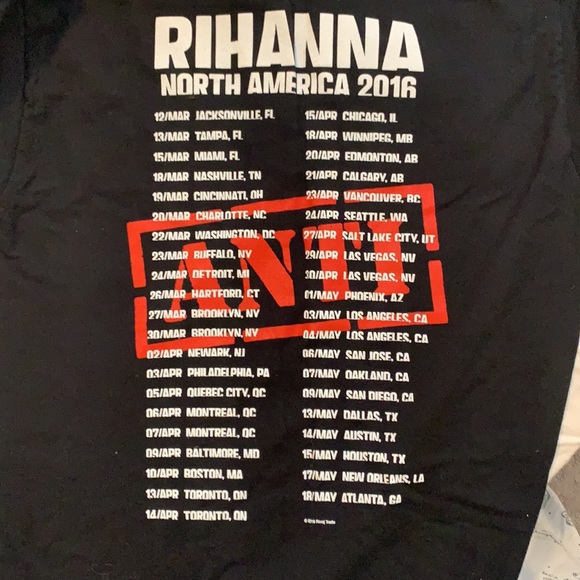 RIHANNA
NORTH AMERICA 2016
12/MAR JACKSONVILLE, FL
13/MAR TAMPA, FL
15/MAR MIAMI, FL
18/MAR NASHVILLE, TN
19/MAR CINCINNATI, OH
20/MAR CHARLOTTE, NC
22/MAR WASHINGTON, DC
23/MAR BUFFALO, NY
24/MAR DETROIT, MI
26/MAR HARTFORD, CT
27/MAR BROOKLYN, NY
30/MAR BROOKLYN, NY
02/APR NEWARK, NJ
03/APR PHILADELPHIA, PA
05/APR QUEBEC CITY, QC
06/APR MONTREAL, QC
07/APR MONTREAL, QC
09/APR BALTIMORE, MD
10/APR BOSTON, MA
13/APR TORONTO, ON
14/APR TORONTO, ON
15/APR CHICAGO, IL
18/APR WINNIPEG, MB
20/APR EDMONTON, AB
21/APR CALGARY, AB
23/APR VANCOUVER, BC
24/APR SEATTLE, WA
27/APR SALT LAKE CITY, UT
29/APR LAS VEGAS, NV
30/APR LAS VEGAS, NV
01/MAY PHOENIX, AZ
03/MAY LOS ANGELES, CA
04/MAY LOS ANGELES, CA
06/MAY SAN JOSE, CA
07/MAY OAKLAND, CA
09/MAY SAN DIEGO, CA
13/MAY DALLAS, TX
14/MAY AUSTIN, TX
15/MAY HOUSTON, TX
17/MAY NEW ORLEANS, LA
18/MAY ATLANTA, GA
ANTI